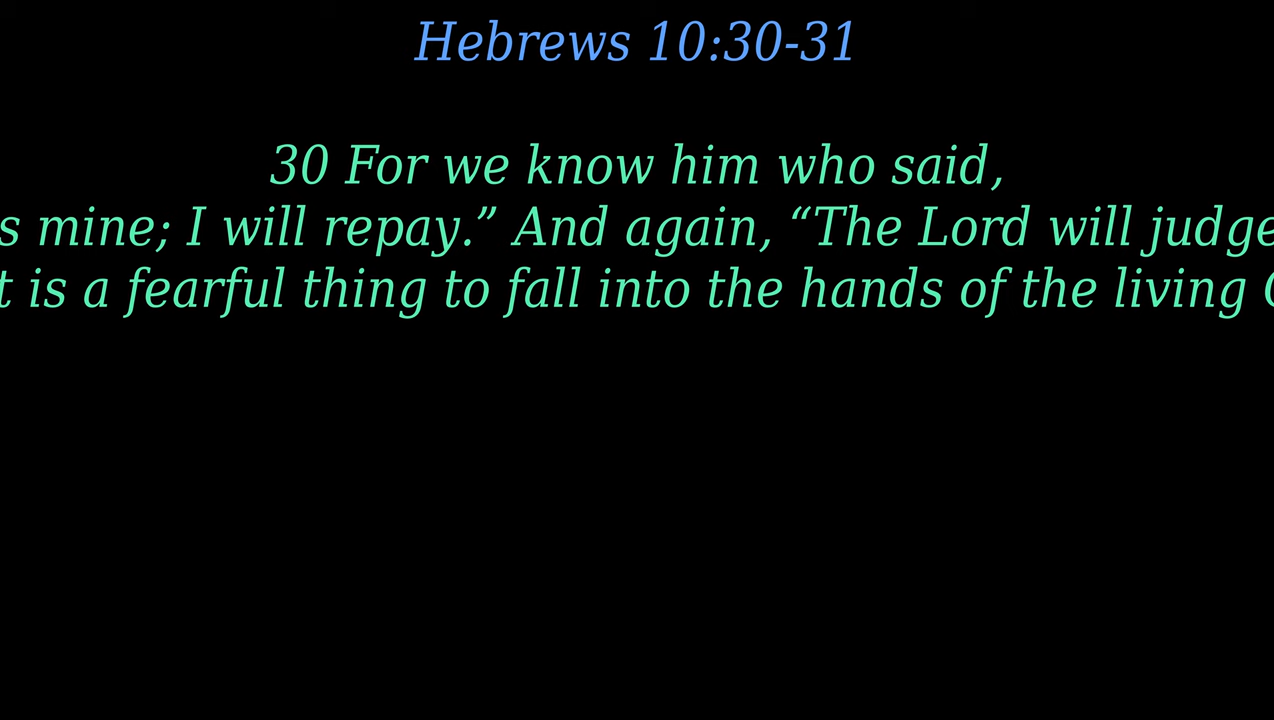 Hebrews 10:30-31
30 For we know him who said,
s mine; I will repay.” And again, “The Lord will judge
t is a fearful thing to fall into the hands of the living